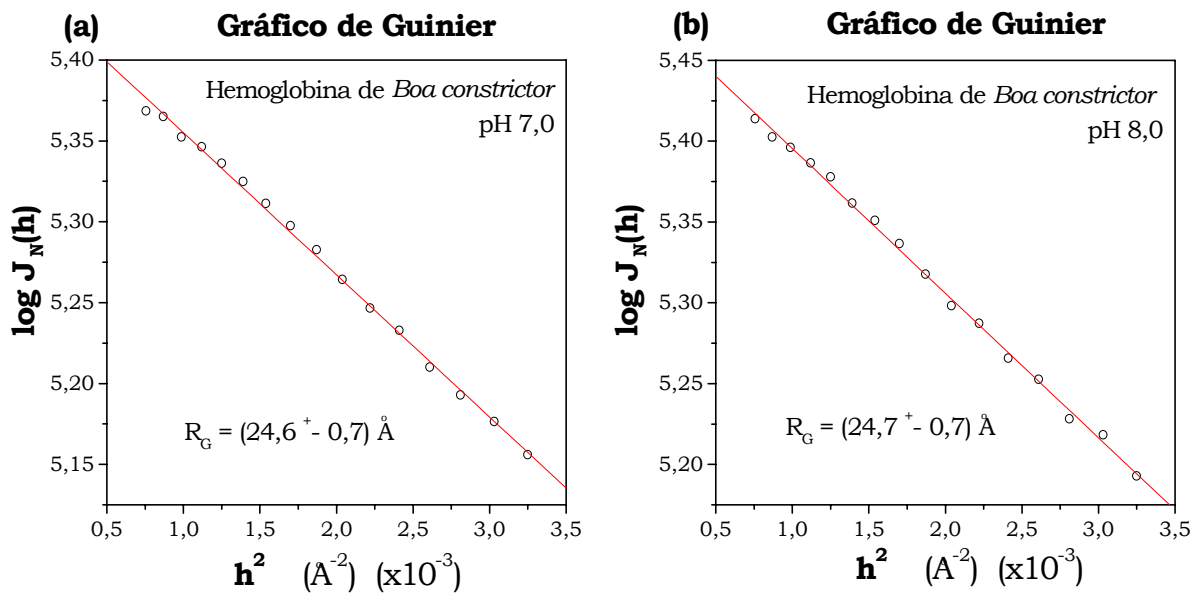 (a) Gráfico de Guinier
5,40
5,35
5,30
5,25
5,20
5,15
log J_N(h)
Hemoglobina de Boa constrictor
pH 7,0
R_G = (24,6 ⁺- 0,7) Å
0,5 1,0 1,5 2,0 2,5 3,0 3,5
h² (Å⁻²) (x10⁻³)
(b) Gráfico de Guinier
5,45
5,40
5,35
5,30
5,25
5,20
log J_N(h)
Hemoglobina de Boa constrictor
pH 8,0
R_G = (24,7 ⁺- 0,7) Å
0,5 1,0 1,5 2,0 2,5 3,0 3,5
h² (Å⁻²) (x10⁻³)